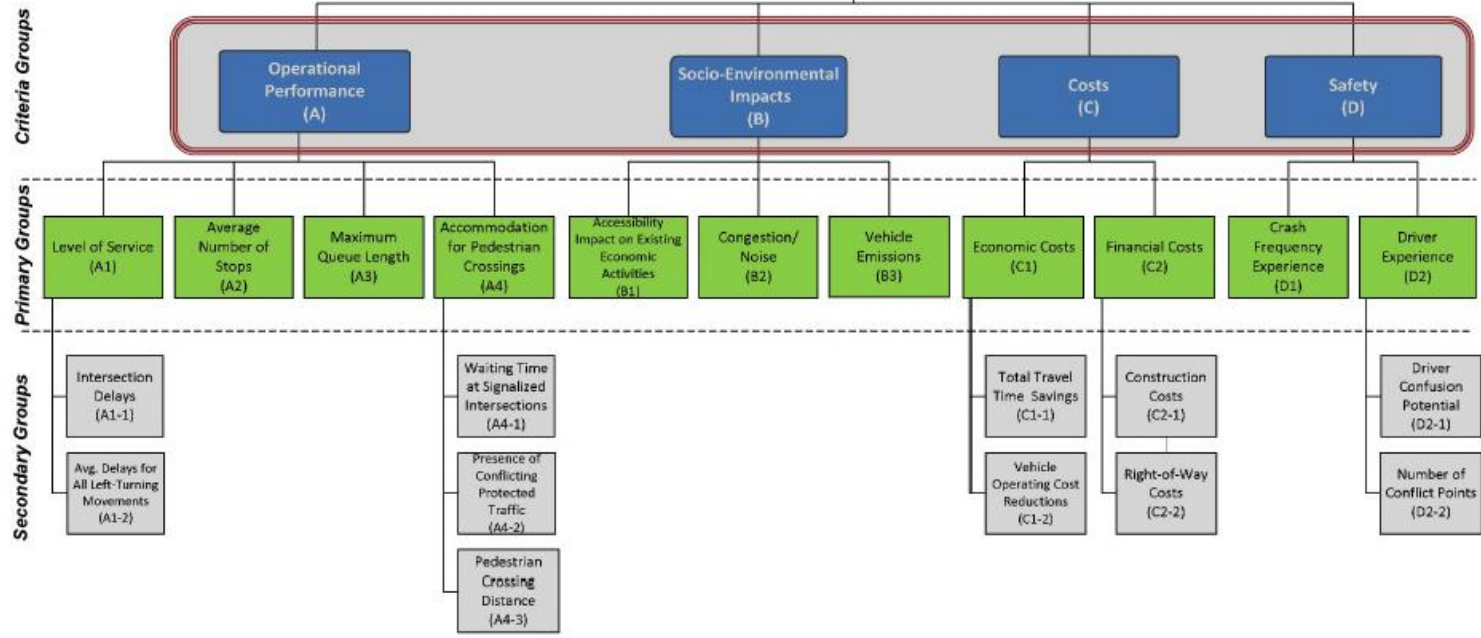 Criteria Groups
Operational
Performance
(A)
Socio-Environmental
Impacts
(B)
Costs
(C)
Safety
(D)
Primary Groups
Level of Service
(A1)
Average
Number of
Stops
(A2)
Maximum
Queue Length
(A3)
Accommodation
for Pedestrian
Crossings
(A4)
Accessibility
Impact on Existing
Economic
Activities
(B1)
Congestion/
Noise
(B2)
Vehicle
Emissions
(B3)
Economic Costs
(C1)
Financial Costs
(C2)
Crash
Frequency
Experience
(D1)
Driver
Experience
(D2)
Secondary Groups
Intersection
Delays
(A1-1)
Avg. Delays for
All Left-Turning
Movements
(A1-2)
Waiting Time
at Signalized
Intersections
(A4-1)
Presence of
Conflicting
Protected
Traffic
(A4-2)
Pedestrian
Crossing
Distance
(A4-3)
Total Travel
Time Savings
(C1-1)
Vehicle
Operating Cost
Reductions
(C1-2)
Construction
Costs
(C2-1)
Right-of-Way
Costs
(C2-2)
Driver
Confusion
Potential
(D2-1)
Number of
Conflict Points
(D2-2)